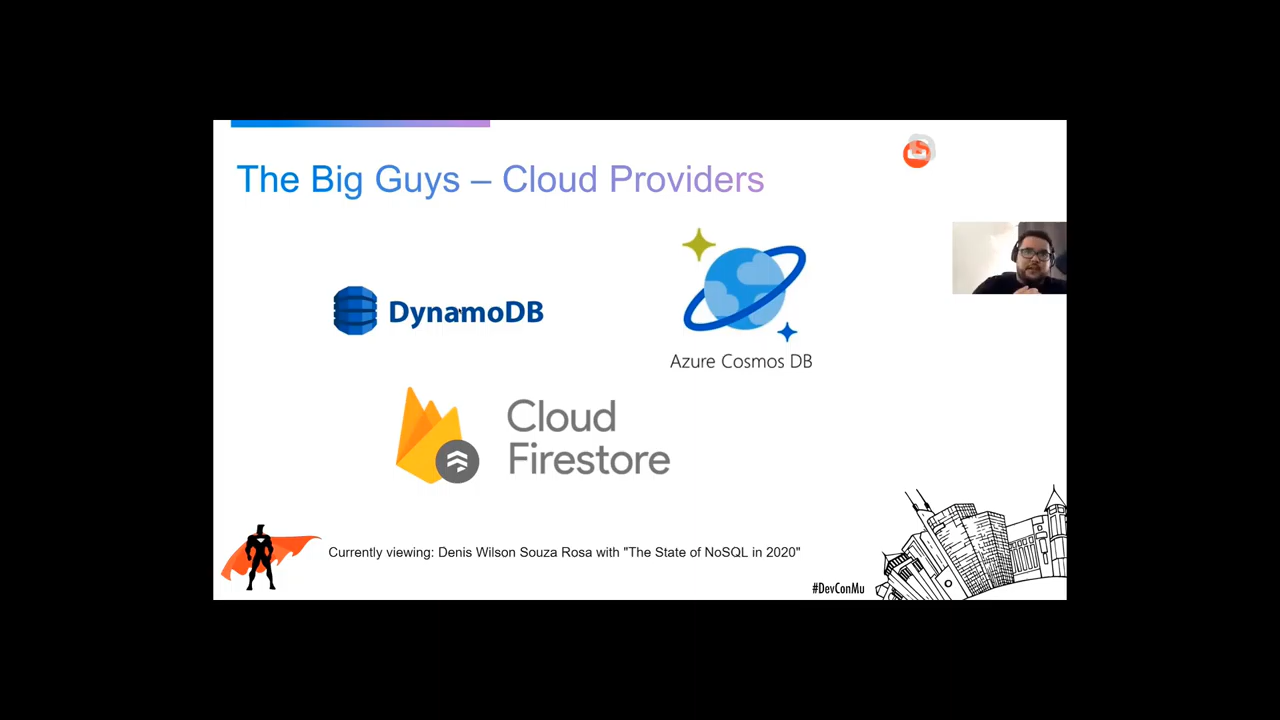 The Big Guys – Cloud Providers
DynamoDB
Azure Cosmos DB
Cloud
Firestore
Currently viewing: Denis Wilson Souza Rosa with "The State of NoSQL in 2020"
#DevConMu